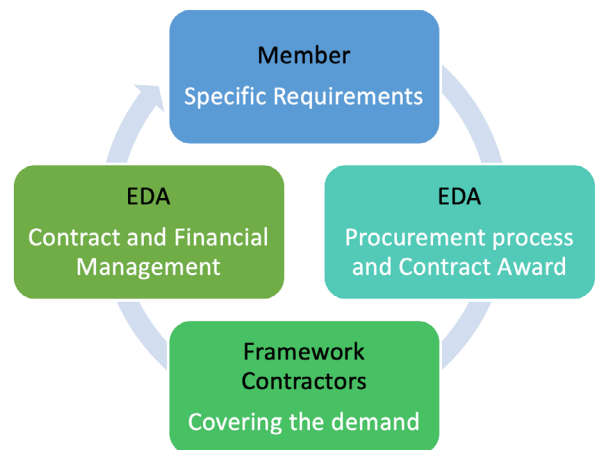 Member
Specific Requirements
EDA
Contract and Financial
Management
EDA
Procurement process
and Contract Award
Framework
Contractors
Covering the demand